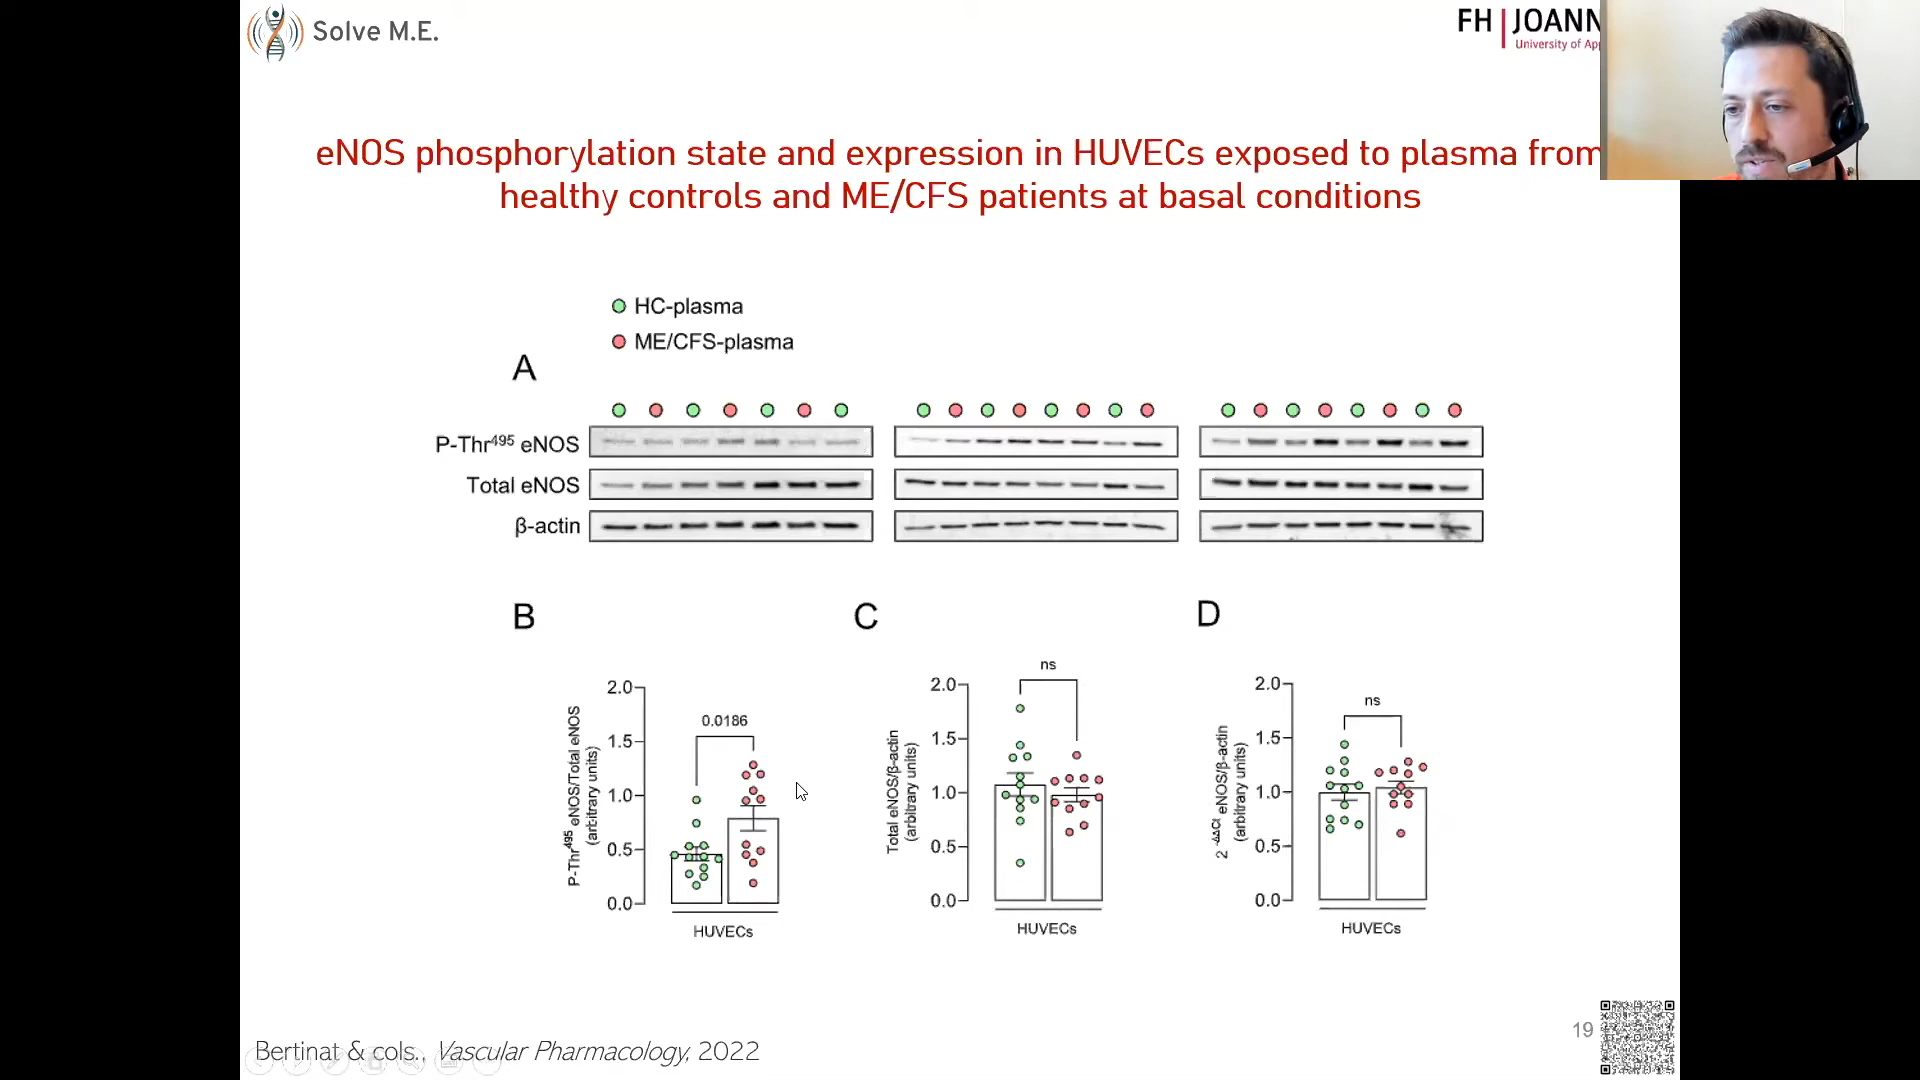 Solve M.E.
FH | JOANN
University of Ap
eNOS phosphorylation state and expression in HUVECs exposed to plasma from
healthy controls and ME/CFS patients at basal conditions
HC-plasma
ME/CFS-plasma
A
P-Thr⁴⁹⁵ eNOS
Total eNOS
β-actin
B
C
D
P-Thr⁴⁹⁵ eNOS/Total eNOS
(arbitrary units)
2.0
1.5
1.0
0.5
0.0
0.0186
HUVECs
Total eNOS/β-actin
(arbitrary units)
2.0
1.5
1.0
0.5
0.0
ns
HUVECs
2⁻ΔΔCt eNOS/β-actin
(arbitrary units)
2.0
1.5
1.0
0.5
0.0
ns
HUVECs
19
Bertinat & cols., Vascular Pharmacology, 2022